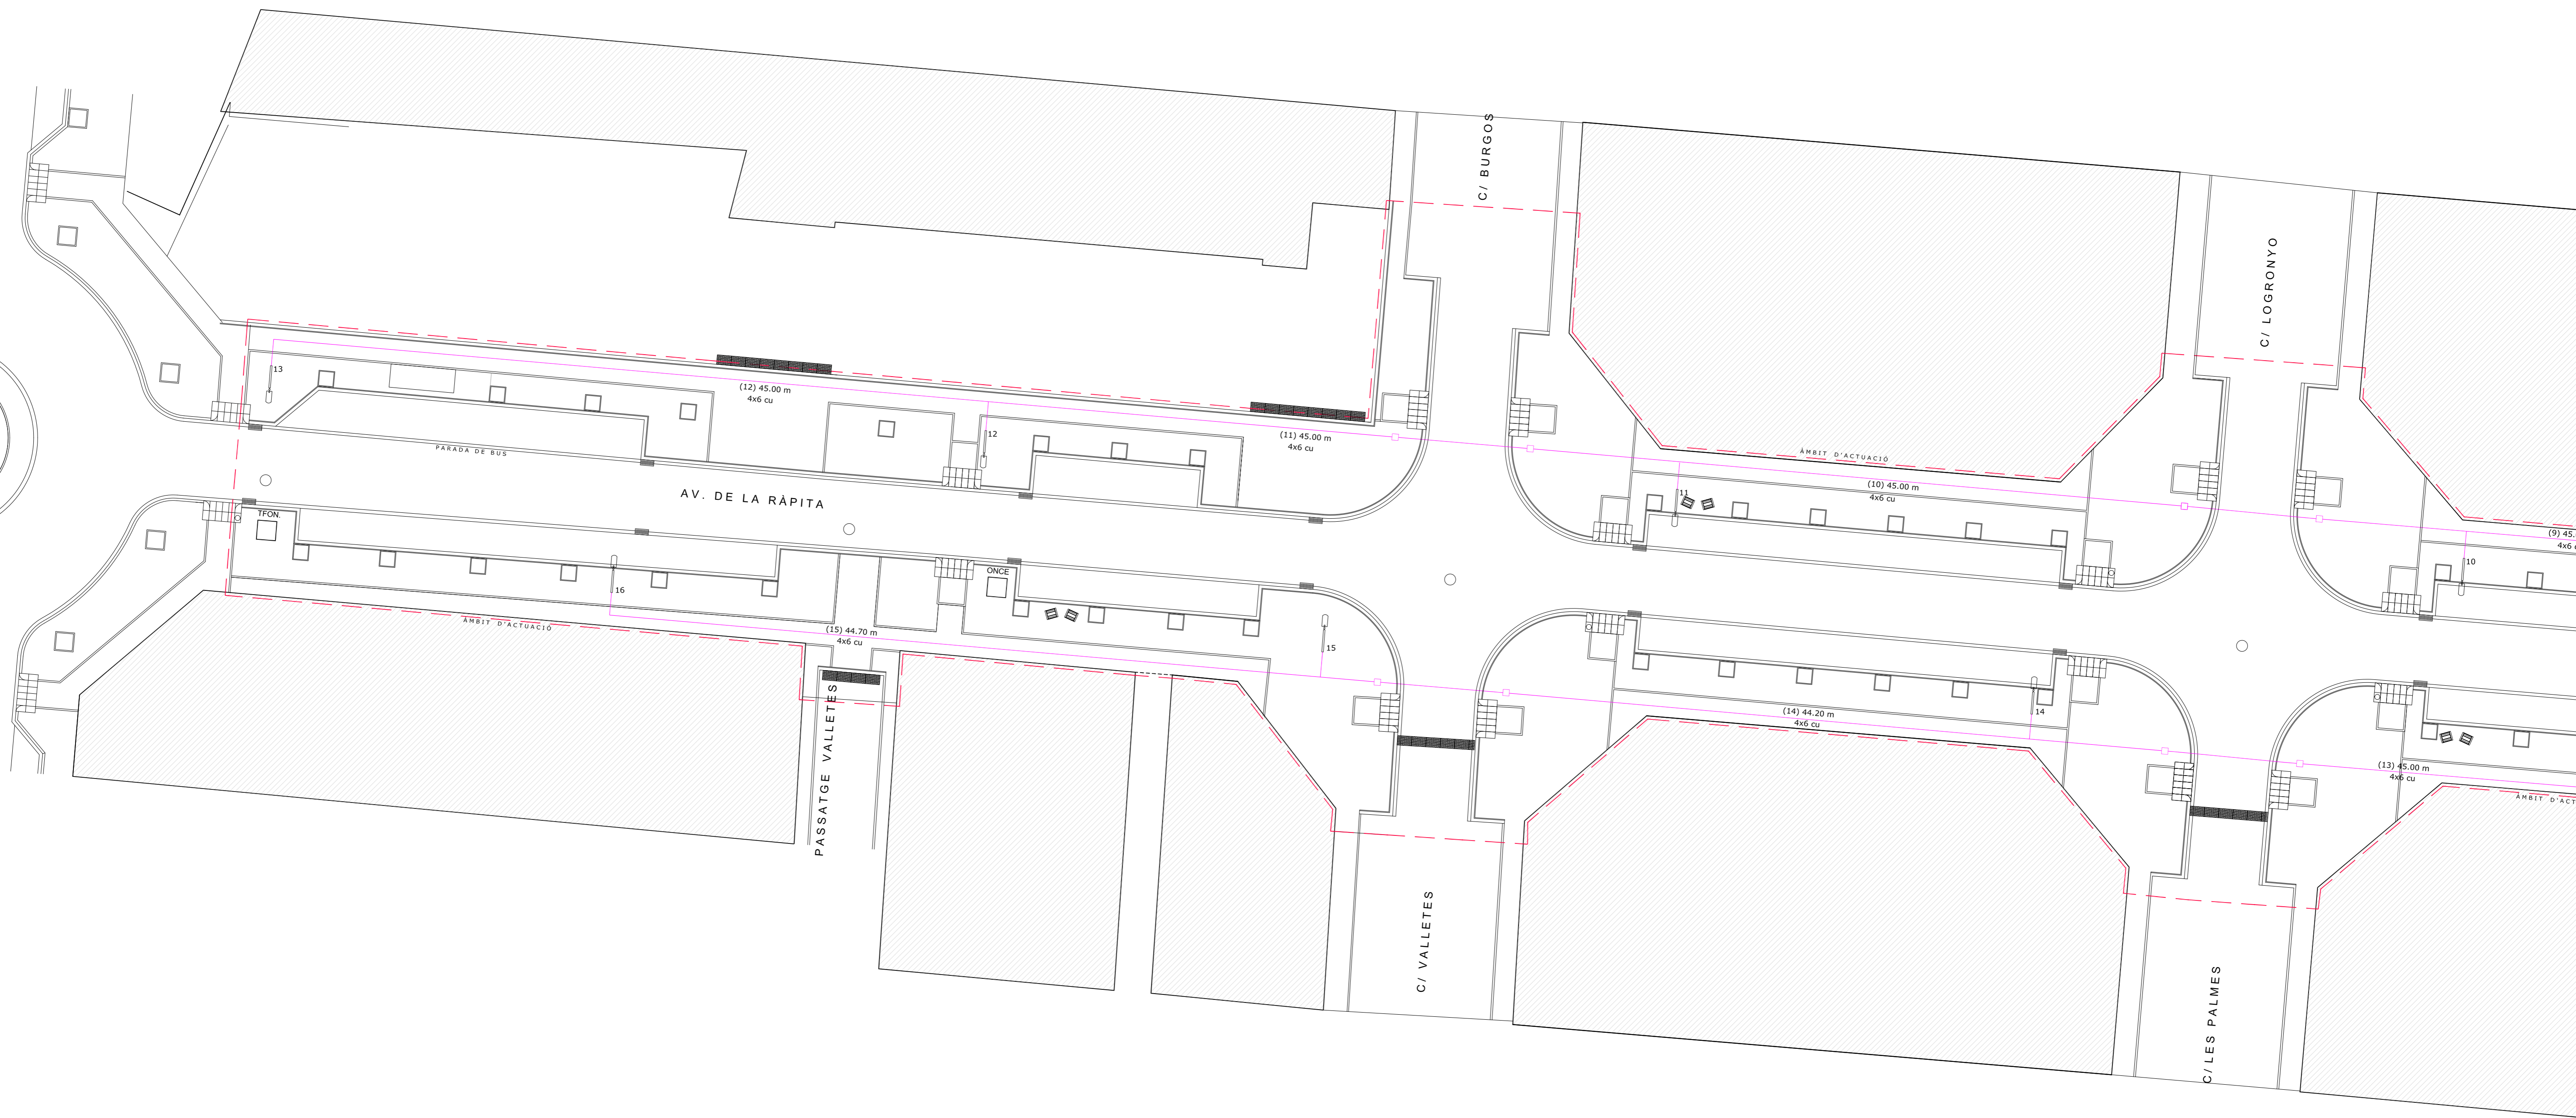 C/ BURGOS
C/ LOGRONYO
13
(12) 45.00 m
4x6 cu
12
(11) 45.00 m
4x6 cu
PARADA DE BUS
ÀMBIT D'ACTUACIÓ
(10) 45.00 m
4x6 cu
11
AV. DE LA RÀPITA
TFON.
(9) 45.
4x6 c
10
ONCE
16
ÀMBIT D'ACTUACIÓ
(15) 44.70 m
4x6 cu
15
(14) 44.20 m
4x6 cu
14
(13) 45.00 m
4x6 cu
ÀMBIT D'ACT
PASSATGE VALLETES
C/ VALLETES
C/ LES PALMES